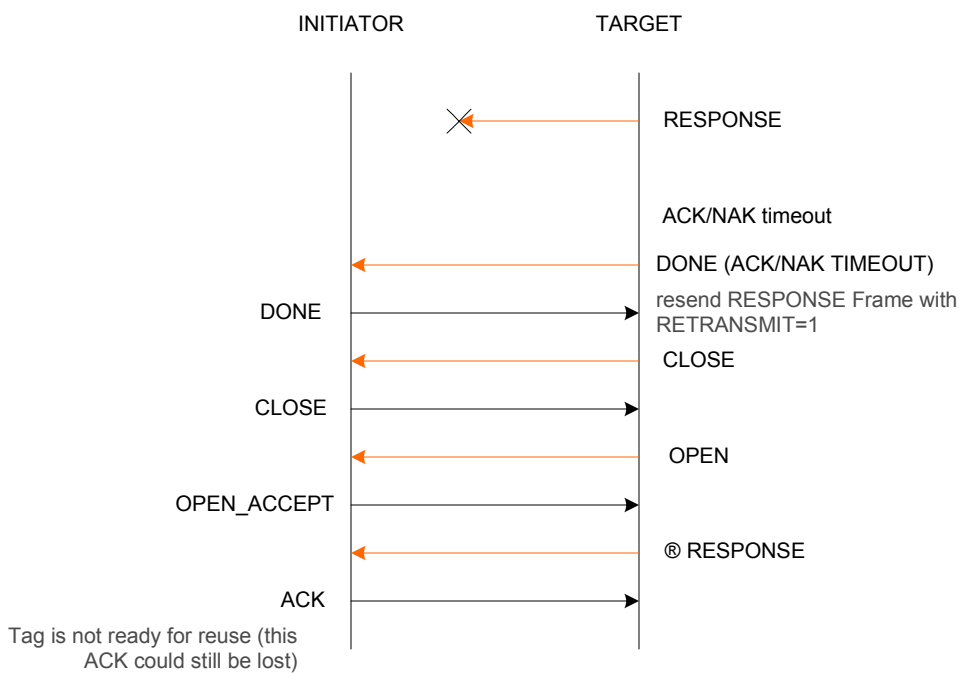 INITIATOR TARGET
RESPONSE
ACK/NAK timeout
DONE (ACK/NAK TIMEOUT)
DONE
resend RESPONSE Frame with
RETRANSMIT=1
CLOSE
CLOSE
OPEN
OPEN_ACCEPT
® RESPONSE
ACK
Tag is not ready for reuse (this
ACK could still be lost)